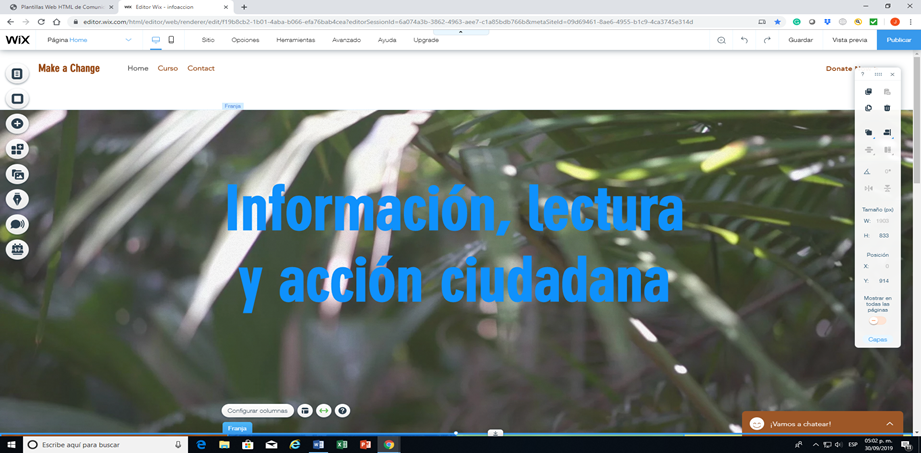 Plantillas Web HTML de Comuni
Editor Wix - infoaccion
editor.wix.com/html/editor/web/renderer/edit/f19b8cb2-1b01-4aba-b066-efa76bab4cea?editorSessionId=6a074a3b-3862-4963-aee7-c1a85bdb766b&metaSiteId=09d69461-8ae6-4955-b1c9-4ca3745e314d
WiX
Página Home
Sitio
Opciones
Herramientas
Avanzado
Ayuda
Upgrade
Guardar
Vista previa
Publicar
Make a Change
Home
Curso
Contact
Donate
Franja
Información, lectura
y acción ciudadana
Tamaño (px)
W: 1905
H: 833
Posición
X: 0
Y: 914
Mostrar en
todas las
páginas
Capas
Configurar columnas
Franja
¡Vamos a chatear!
Escribe aquí para buscar
ESP
05:02 p. m.
30/09/2019